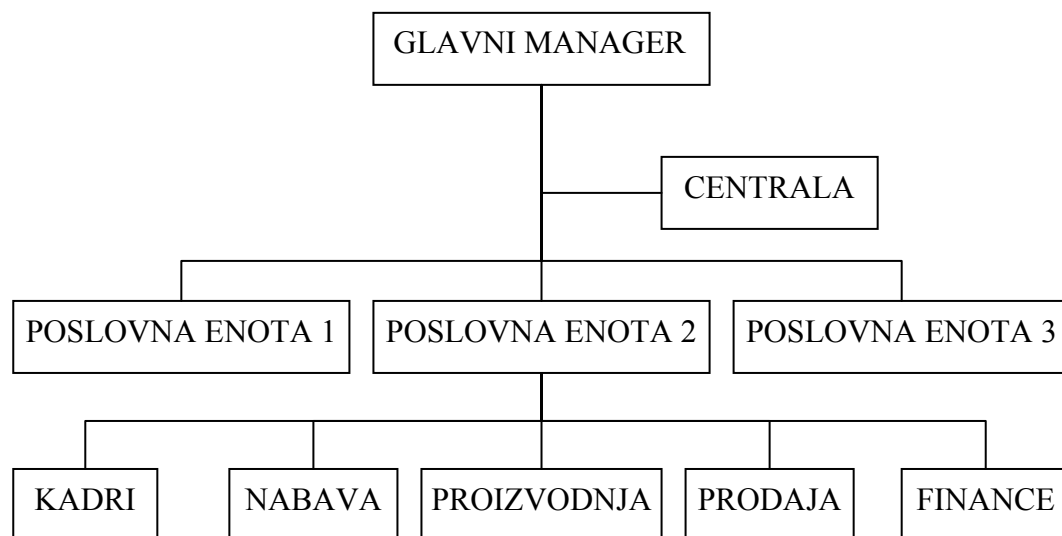 GLAVNI MANAGER
CENTRALA
POSLOVNA ENOTA 1
POSLOVNA ENOTA 2
POSLOVNA ENOTA 3
KADRI
NABAVA
PROIZVODNJA
PRODAJA
FINANCE